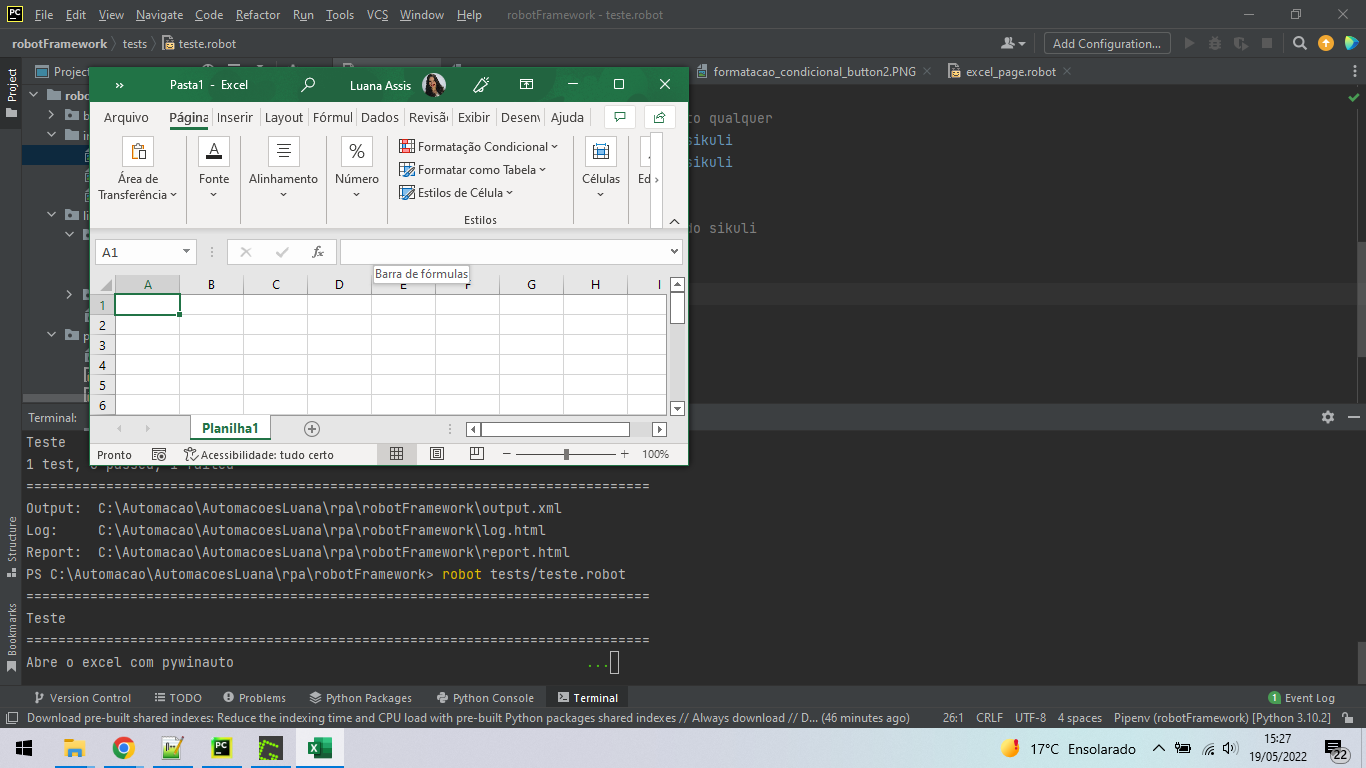 PC File Edit View Navigate Code Refactor Run Tools VCS Window Help robotFramework - teste.robot
robotFramework tests teste.robot Add Configuration...
Project
formatacao_condicional_button2.PNG excel_page.robot
Pasta1 - Excel Luana Assis
Arquivo Página Inserir Layout Fórmul Dados Revisã Exibir Desen Ajuda
qualquer
sikuli
sikuli
do sikuli
Área de
Transferência
Fonte
Alinhamento
%
Número
Formatação Condicional
Formatar como Tabela
Estilos de Célula
Estilos
Células
Ed
A1 fx
Barra de fórmulas
A B C D E F G H I
1
2
3
4
5
6
Planilha1
Pronto Acessibilidade: tudo certo 100%
Terminal:
Teste
1 test, 0 passed, 1 failed
==============================================================================
Output: C:\Automacao\AutomacoesLuana\rpa\robotFramework\output.xml
Log: C:\Automacao\AutomacoesLuana\rpa\robotFramework\log.html
Report: C:\Automacao\AutomacoesLuana\rpa\robotFramework\report.html
PS C:\Automacao\AutomacoesLuana\rpa\robotFramework> robot tests/teste.robot
==============================================================================
Teste
==============================================================================
Abre o excel com pywinauto ...
Structure
Bookmarks
Version Control TODO Problems Python Packages Python Console Terminal 1 Event Log
Download pre-built shared indexes: Reduce the indexing time and CPU load with pre-built Python packages shared indexes // Always download // D... (46 minutes ago) 26:1 CRLF UTF-8 4 spaces Pipenv (robotFramework) [Python 3.10.2]
17°C Ensolarado
15:27
19/05/2022
22